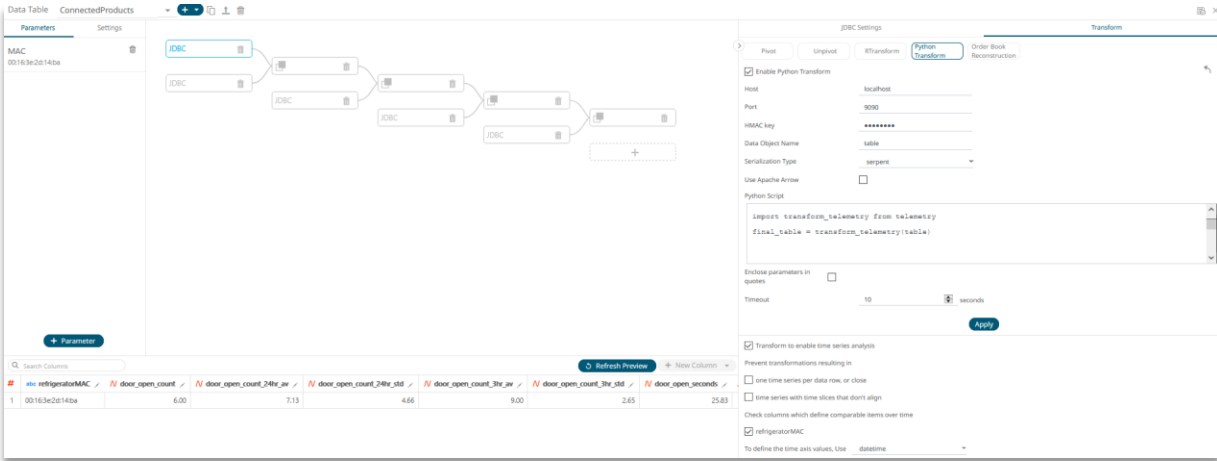 Data Table ConnectedProducts
Parameters Settings
MAC
00:16:3e:2d:14:ba
+ Parameter
JDBC
JDBC
JDBC
JDBC
JDBC
+
JDBC Settings Transform
Pivot Unpivot RTransform Python Transform Order Book Reconstruction
Enable Python Transform
Host localhost
Port 9090
HMAC key ••••••••
Data Object Name table
Serialization Type serpent
Use Apache Arrow
Python Script
import transform_telemetry from telemetry
final_table = transform_telemetry(table)
Enclose parameters in
quotes
Timeout 10 seconds
Apply
Transform to enable time series analysis
Prevent transformations resulting in
one time series per data row, or close
time series with time slices that don't align
Check columns which define comparable items over time
refrigeratorMAC
To define the time axis values, Use datetime
Search Columns Refresh Preview + New Column
# abc refrigeratorMAC N door_open_count N door_open_count_24hr_av N door_open_count_24hr_std N door_open_count_3hr_av N door_open_count_3hr_std N door_open_seconds
1 00:16:3e:2d:14:ba 6.00 7.13 4.66 9.00 2.65 25.83